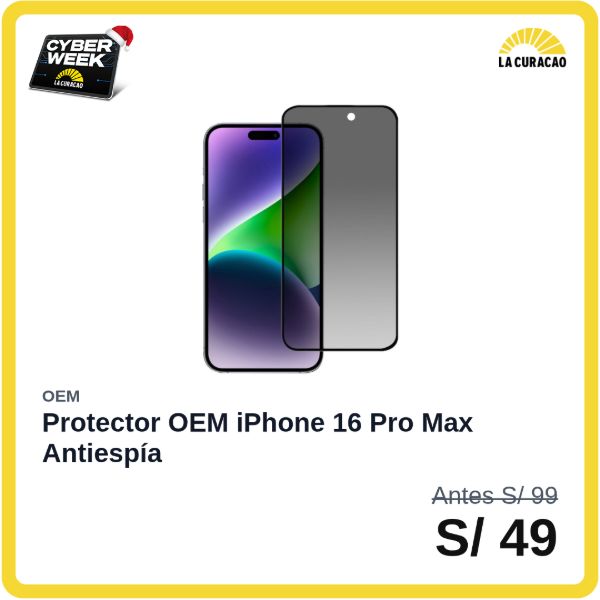 CYBER
WEEK
LA CURACAO
LA CURACAO
OEM
Protector OEM iPhone 16 Pro Max
Antiespía
Antes S/ 99
S/ 49